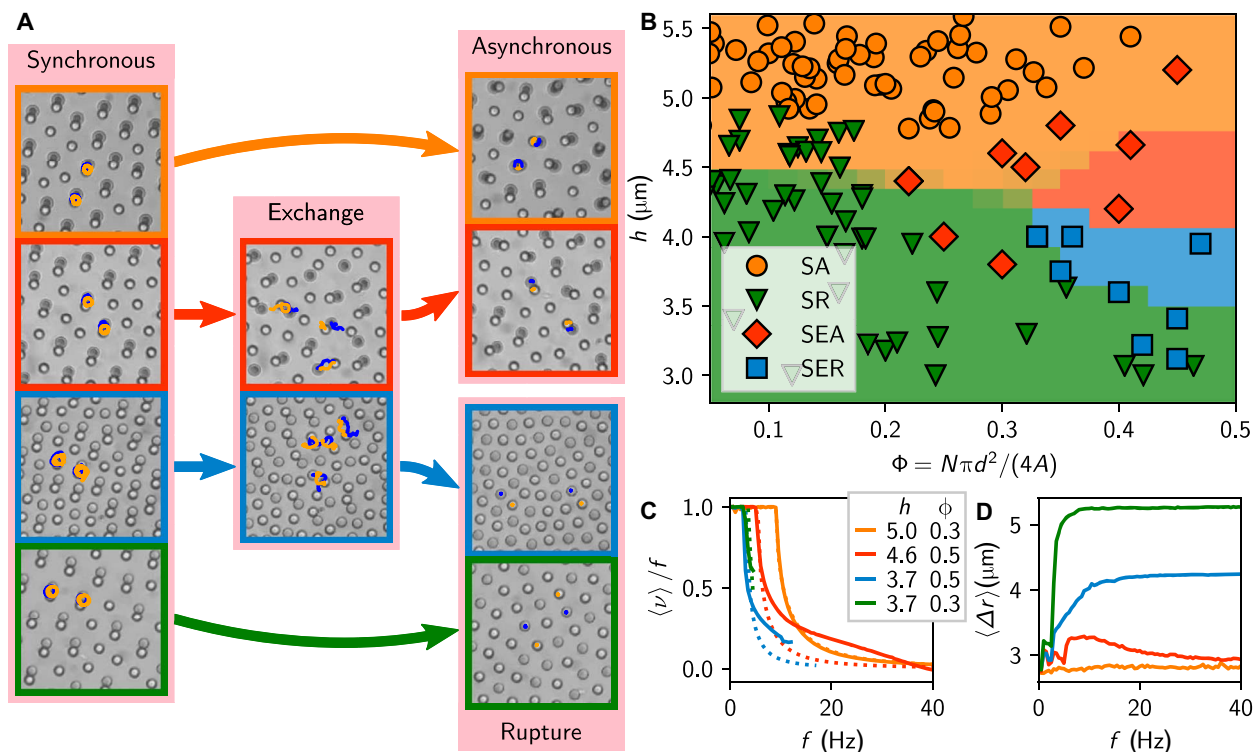 A
Synchronous
Asynchronous
Exchange
Rupture
B
h (μm)
5.5
5.0
4.5
4.0
3.5
3.0
SA
SR
SEA
SER
0.1 0.2 0.3 0.4 0.5
Φ = Nπd²/(4A)
C
⟨ν⟩/f
1.0
0.5
0.0
h ϕ
5.0 0.3
4.6 0.5
3.7 0.5
3.7 0.3
0 20 40
f (Hz)
D
⟨Δr⟩(μm)
5
4
3
0 20 40
f (Hz)